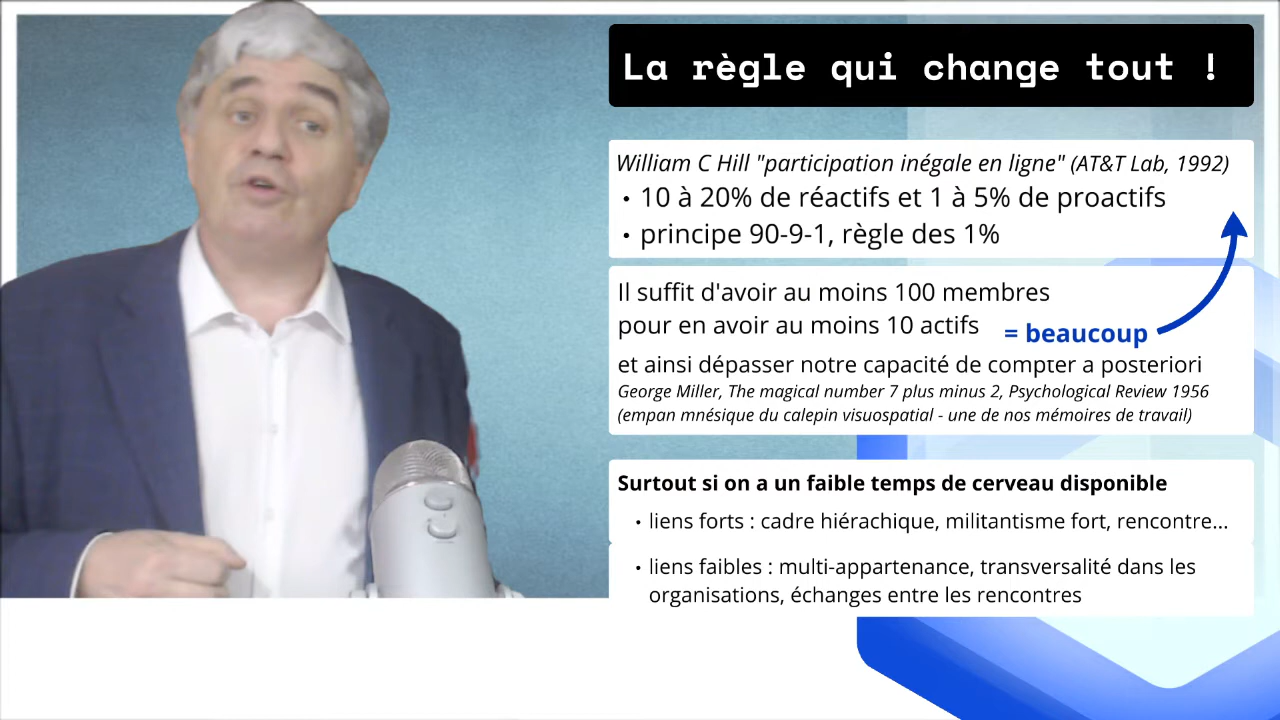 La règle qui change tout !
William C Hill "participation inégale en ligne" (AT&T Lab, 1992)
• 10 à 20% de réactifs et 1 à 5% de proactifs
• principe 90-9-1, règle des 1%
Il suffit d'avoir au moins 100 membres
pour en avoir au moins 10 actifs
= beaucoup
et ainsi dépasser notre capacité de compter a posteriori
George Miller, The magical number 7 plus minus 2, Psychological Review 1956
(empan mnésique du calepin visuospatial - une de nos mémoires de travail)
Surtout si on a un faible temps de cerveau disponible
• liens forts : cadre hiérachique, militantisme fort, rencontre...
• liens faibles : multi-appartenance, transversalité dans les
organisations, échanges entre les rencontres